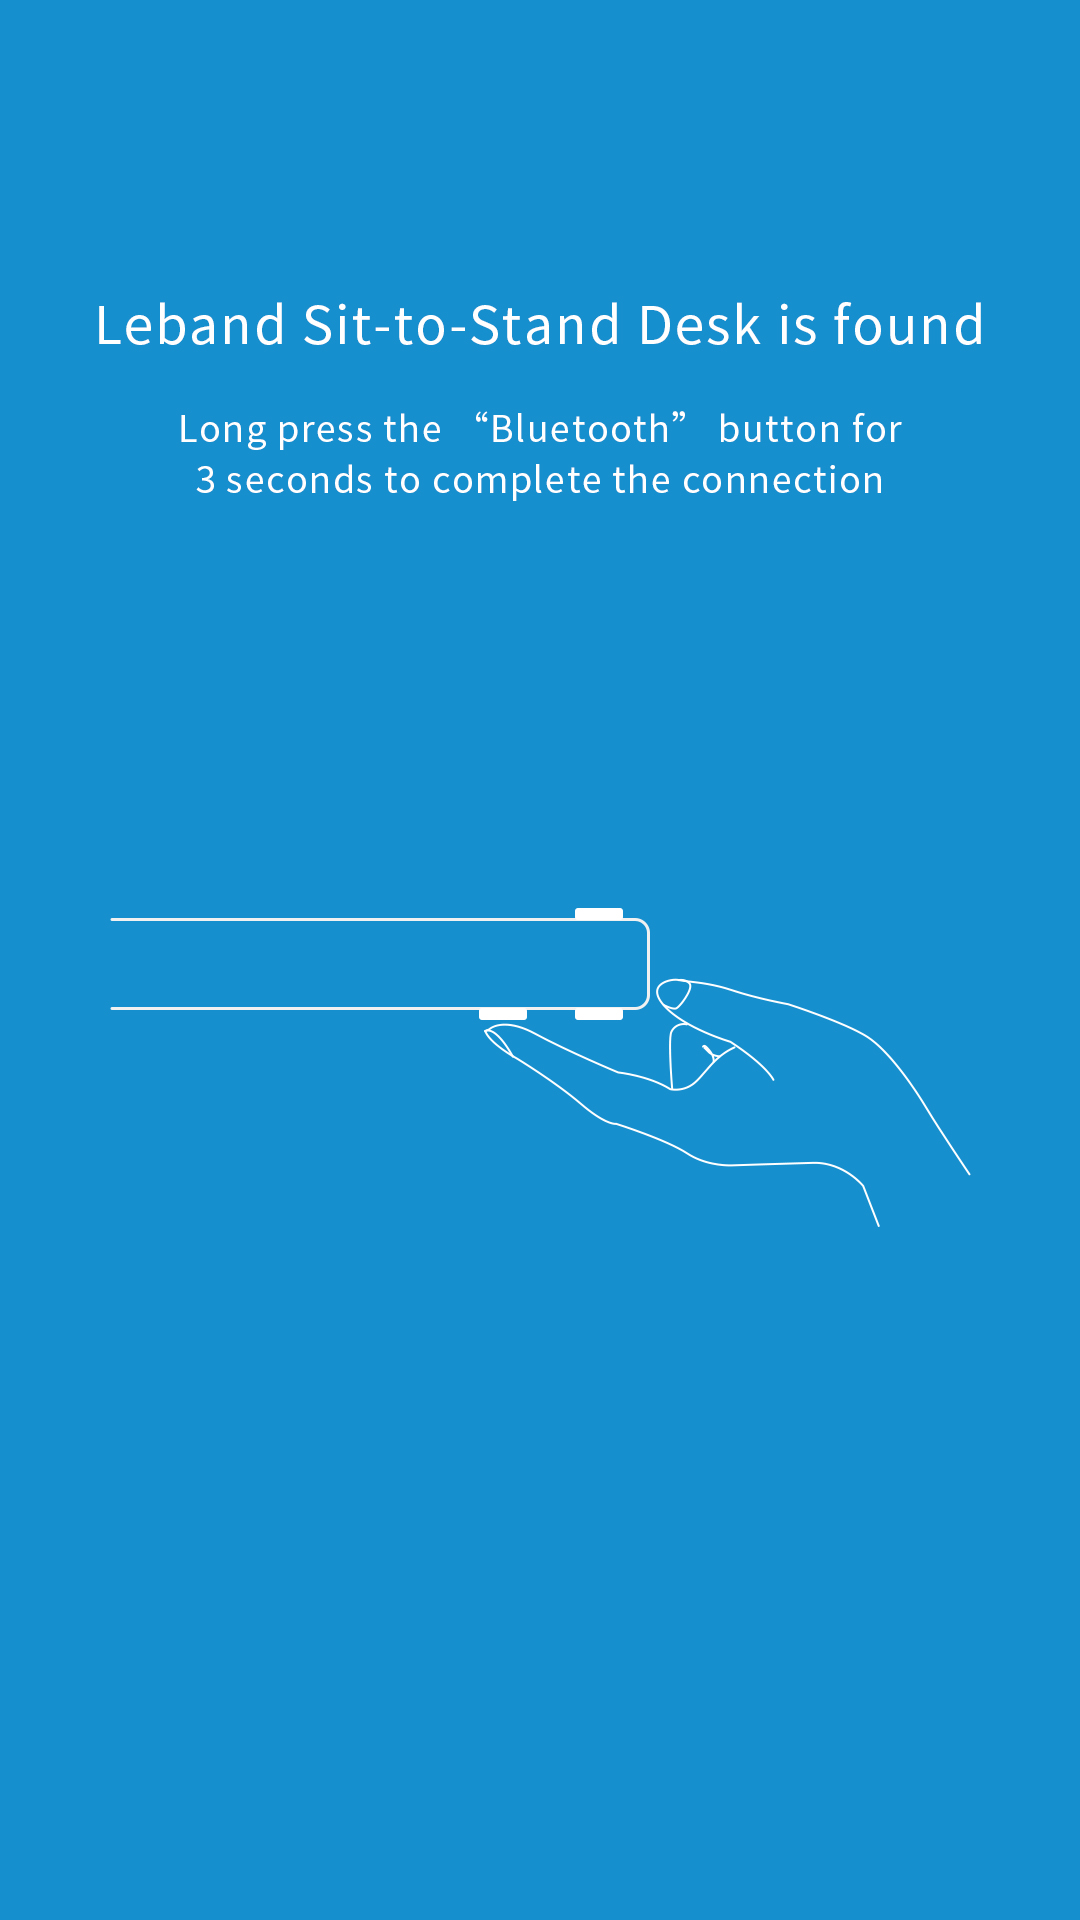 Leband Sit-to-Stand Desk is found
Long press the “Bluetooth” button for
3 seconds to complete the connection